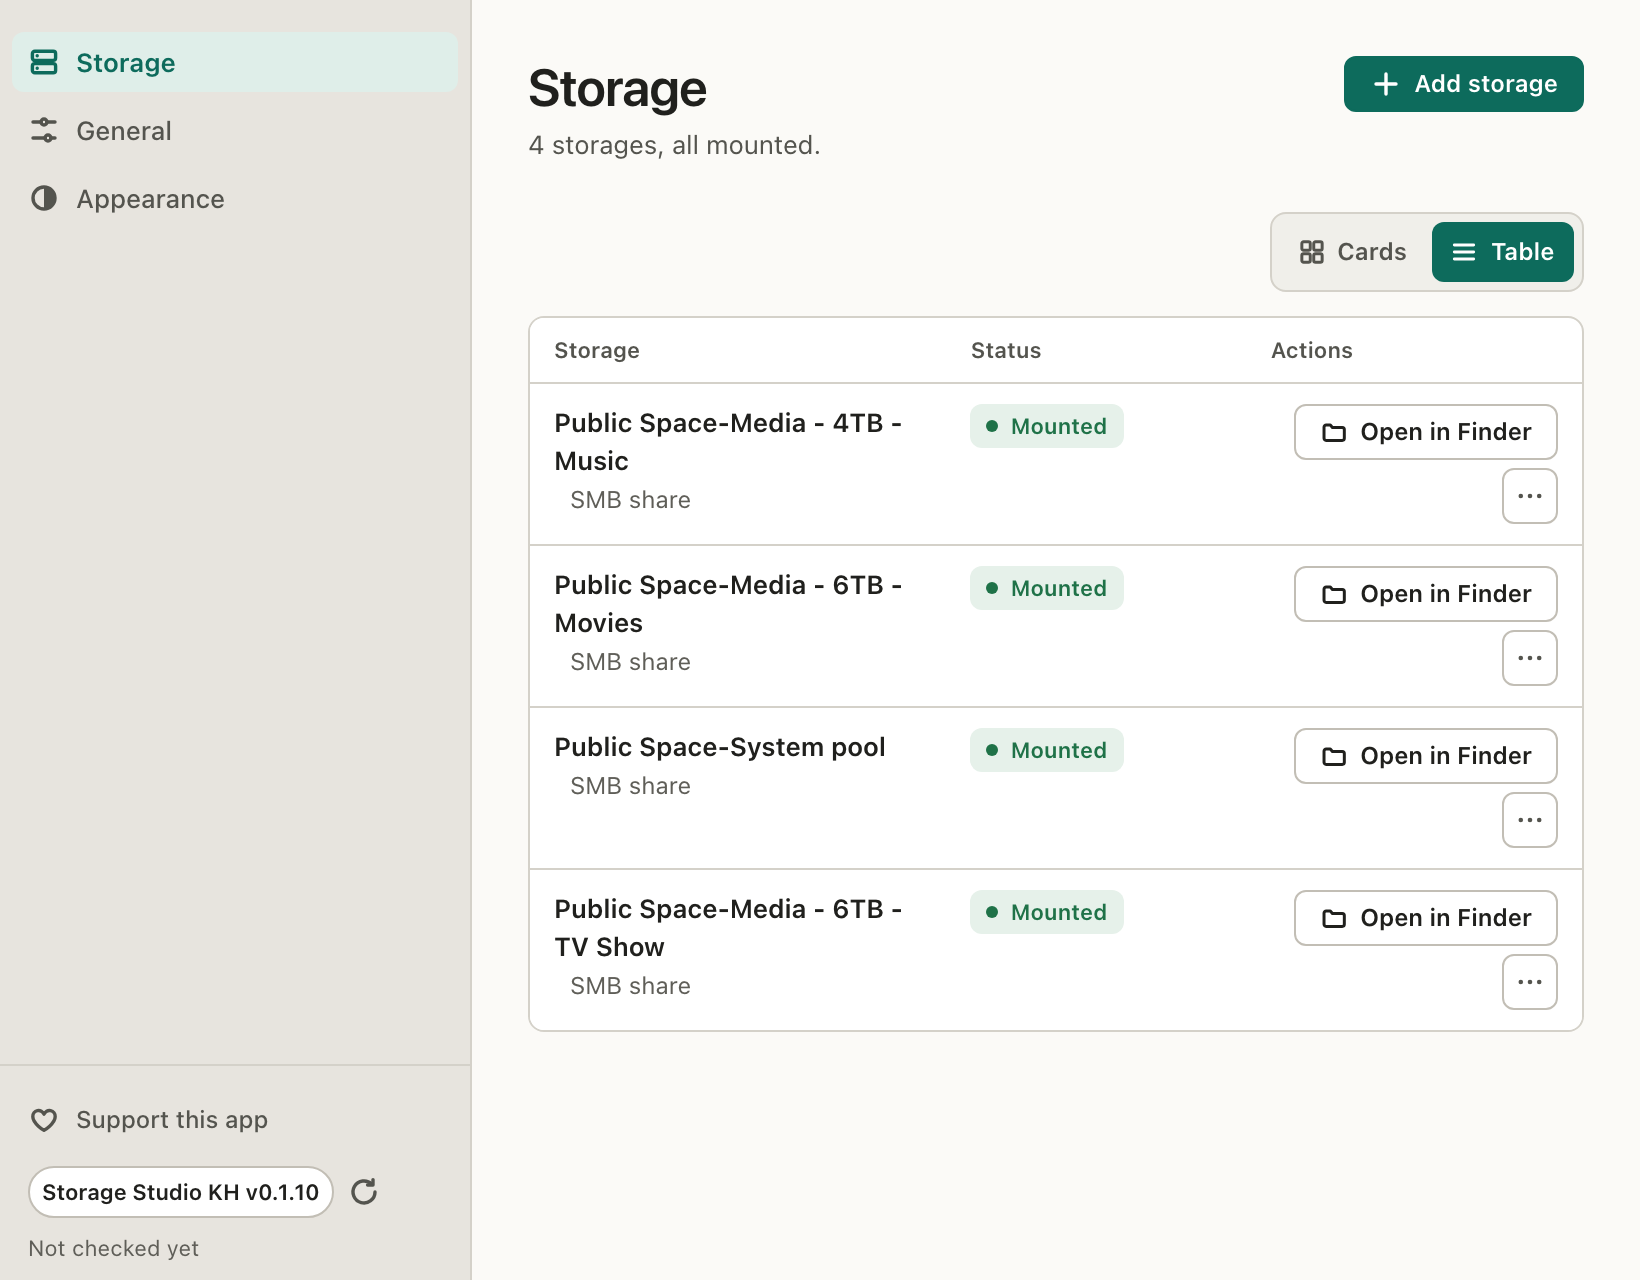 Storage
General
Appearance
Support this app
Storage Studio KH v0.1.10
Not checked yet
Storage
4 storages, all mounted.
Add storage
Cards
Table
Storage
Status
Actions
Public Space-Media - 4TB -
Music
SMB share
Mounted
Open in Finder
Public Space-Media - 6TB -
Movies
SMB share
Mounted
Open in Finder
Public Space-System pool
SMB share
Mounted
Open in Finder
Public Space-Media - 6TB -
TV Show
SMB share
Mounted
Open in Finder